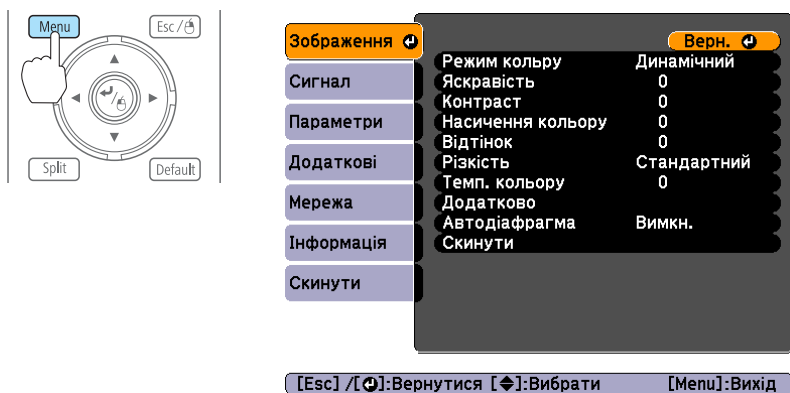 Menu
Esc /
Split
Default
Зображення
Сигнал
Параметри
Додаткові
Мережа
Інформація
Скинути
Верн.
Режим кольру Динамічний
Яскравість 0
Контраст 0
Насичення кольору 0
Відтінок 0
Різкість Стандартний
Темп. кольору 0
Додатково
Автодіафрагма Вимкн.
Скинути
[Esc] /[ ]:Вернутися [ ]:Вибрати [Menu]:Вихід